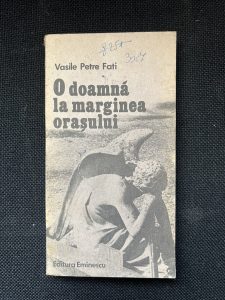 Vasile Petre Fati
O doamnă
la marginea
orașului
Editura Eminescu